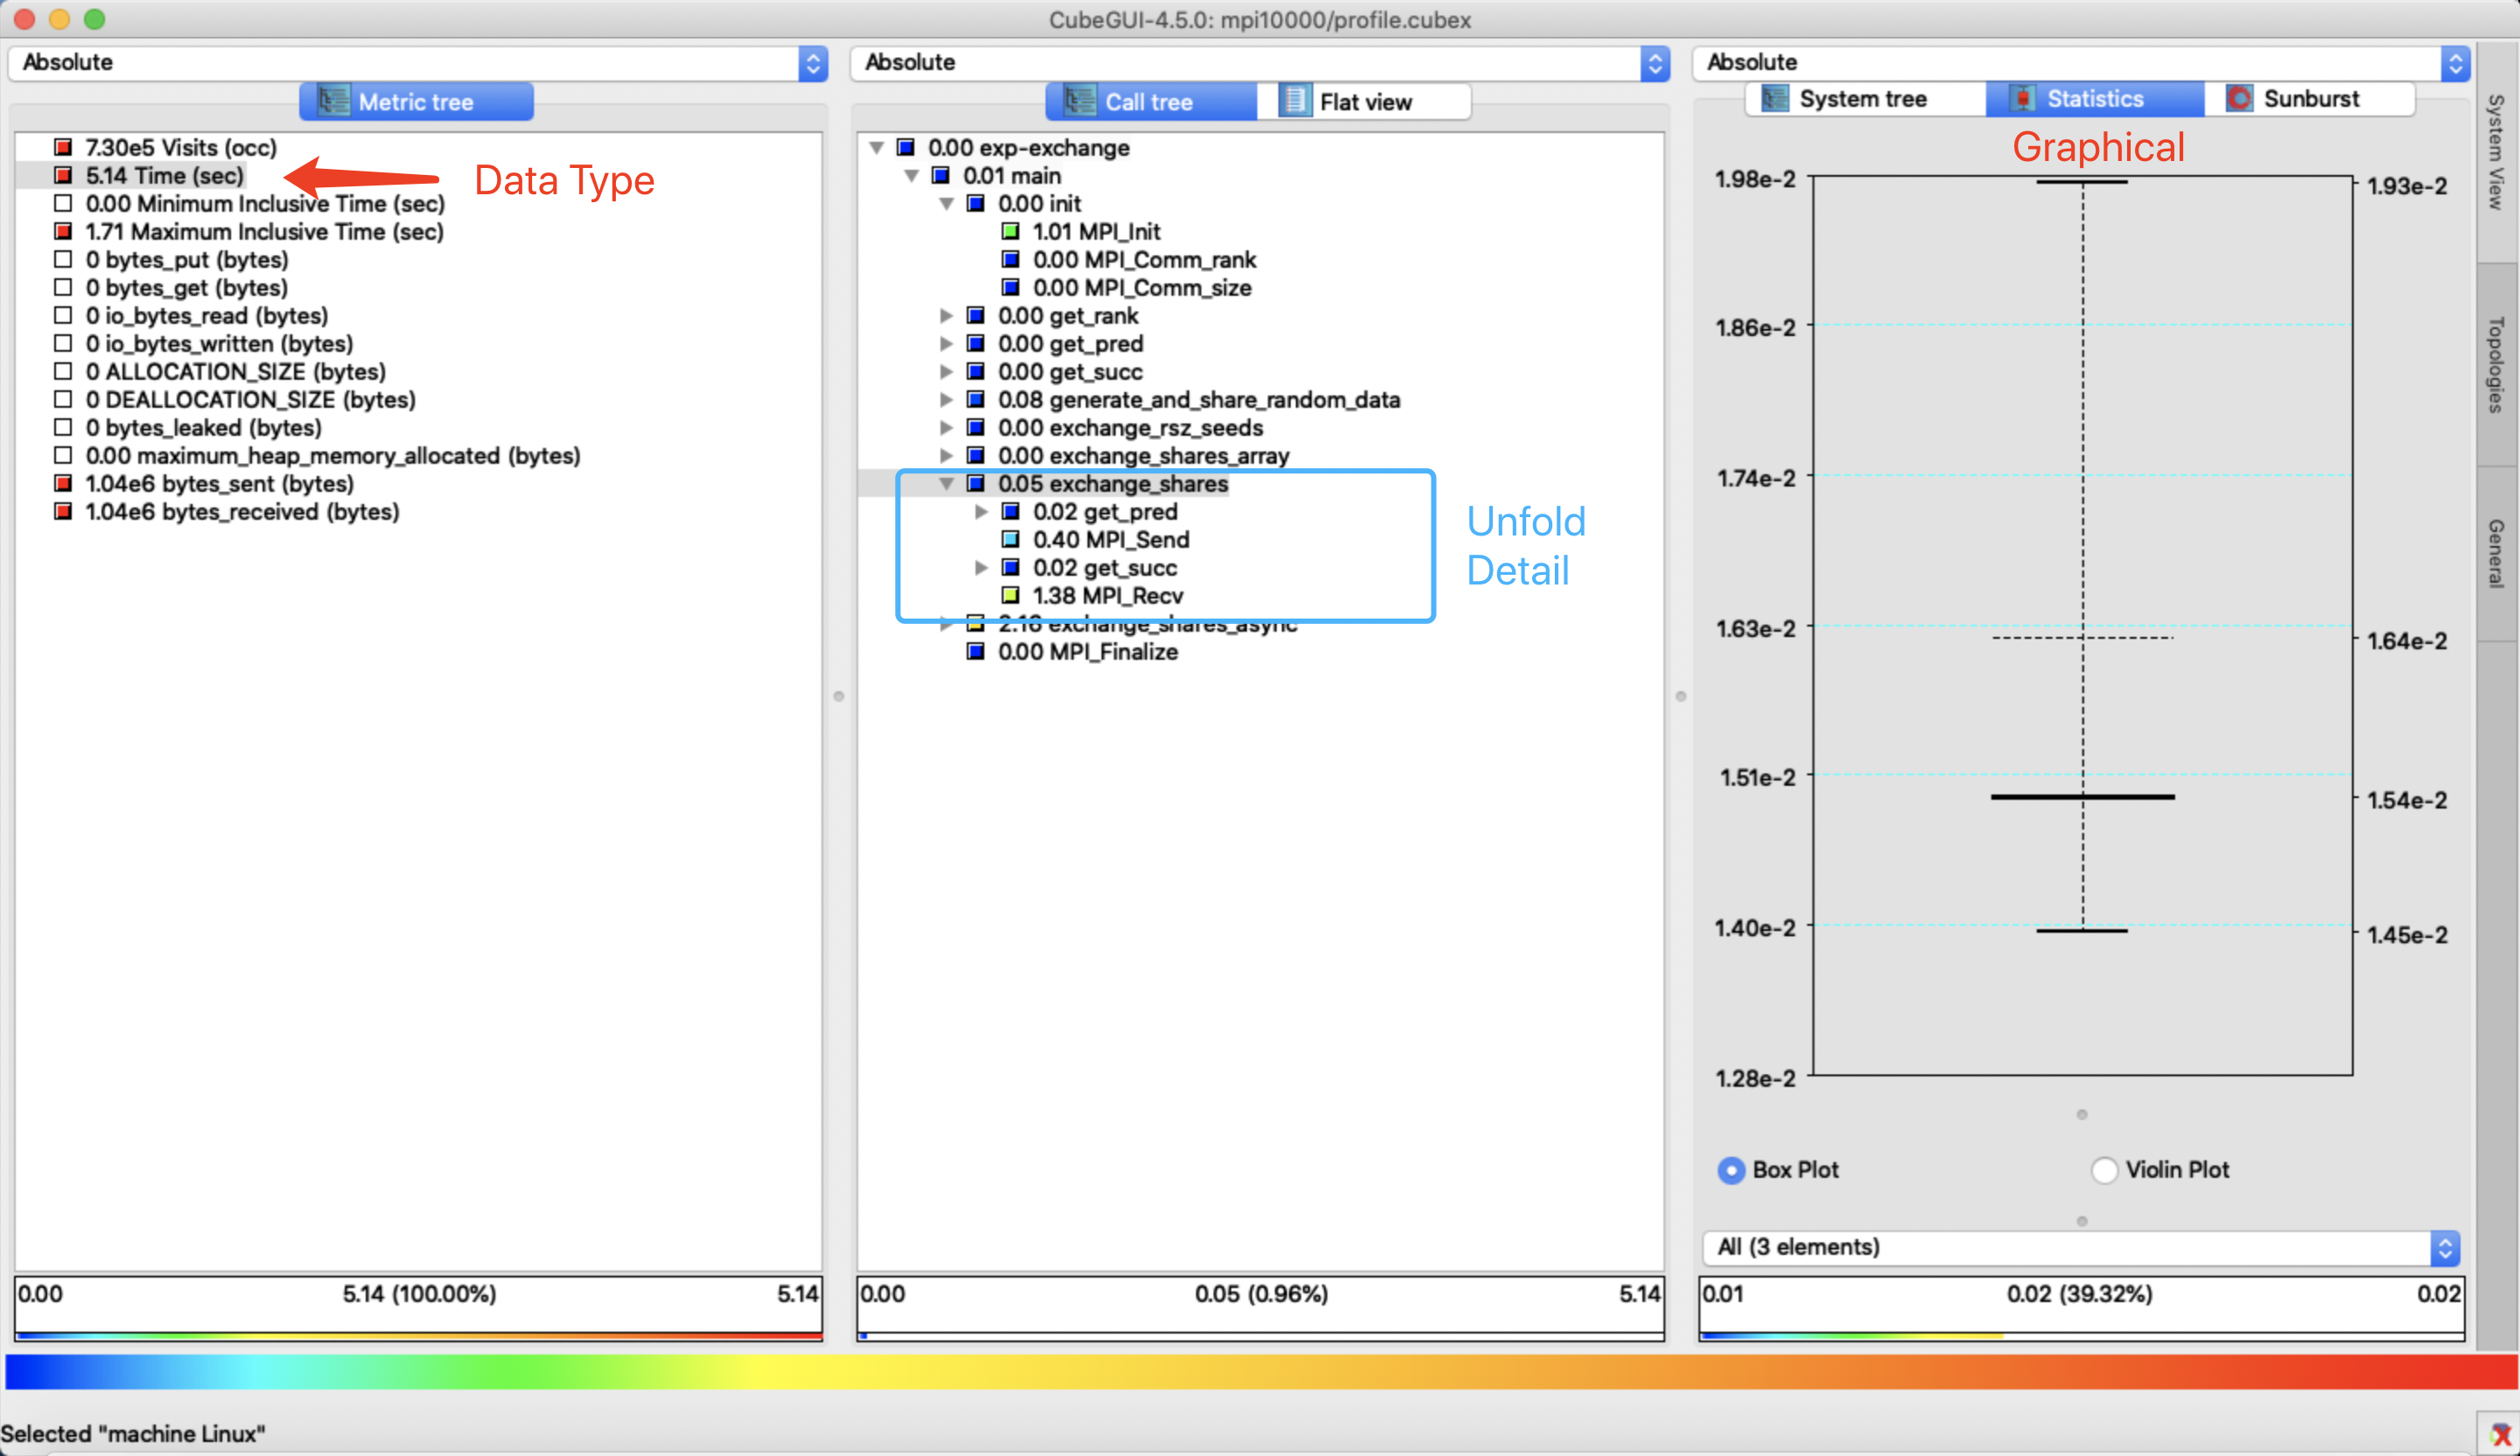 CubeGUI-4.5.0: mpi10000/profile.cubex
Absolute
Metric tree
7.30e5 Visits (occ)
5.14 Time (sec)
Data Type
0.00 Minimum Inclusive Time (sec)
1.71 Maximum Inclusive Time (sec)
0 bytes_put (bytes)
0 bytes_get (bytes)
0 io_bytes_read (bytes)
0 io_bytes_written (bytes)
0 ALLOCATION_SIZE (bytes)
0 DEALLOCATION_SIZE (bytes)
0 bytes_leaked (bytes)
0.00 maximum_heap_memory_allocated (bytes)
1.04e6 bytes_sent (bytes)
1.04e6 bytes_received (bytes)
0.00 5.14 (100.00%) 5.14
Absolute
Call tree Flat view
0.00 exp-exchange
0.01 main
0.00 init
1.01 MPI_Init
0.00 MPI_Comm_rank
0.00 MPI_Comm_size
0.00 get_rank
0.00 get_pred
0.00 get_succ
0.08 generate_and_share_random_data
0.00 exchange_rsz_seeds
0.00 exchange_shares_array
0.05 exchange_shares
0.02 get_pred
0.40 MPI_Send
0.02 get_succ
1.38 MPI_Recv
2.16 exchange_shares_async
0.00 MPI_Finalize
Unfold
Detail
0.00 0.05 (0.96%) 5.14
Absolute
System tree Statistics Sunburst
Graphical
1.98e-2 1.93e-2
1.86e-2
1.74e-2
1.63e-2 1.64e-2
1.51e-2 1.54e-2
1.40e-2 1.45e-2
1.28e-2
Box Plot Violin Plot
All (3 elements)
0.01 0.02 (39.32%) 0.02
System View
Topologies
General
Selected "machine Linux"